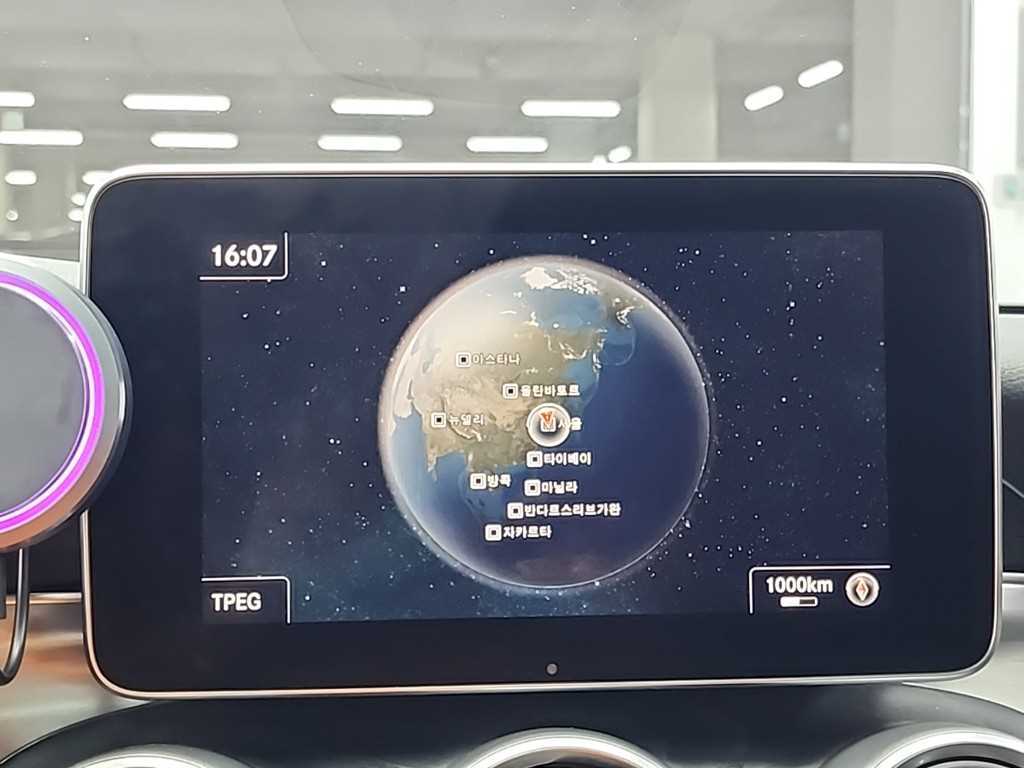 16:07
아스타나
울란바토르
뉴델리
서울
타이베이
방콕
마닐라
반다르스리브가완
자카르타
1000km
TPEG